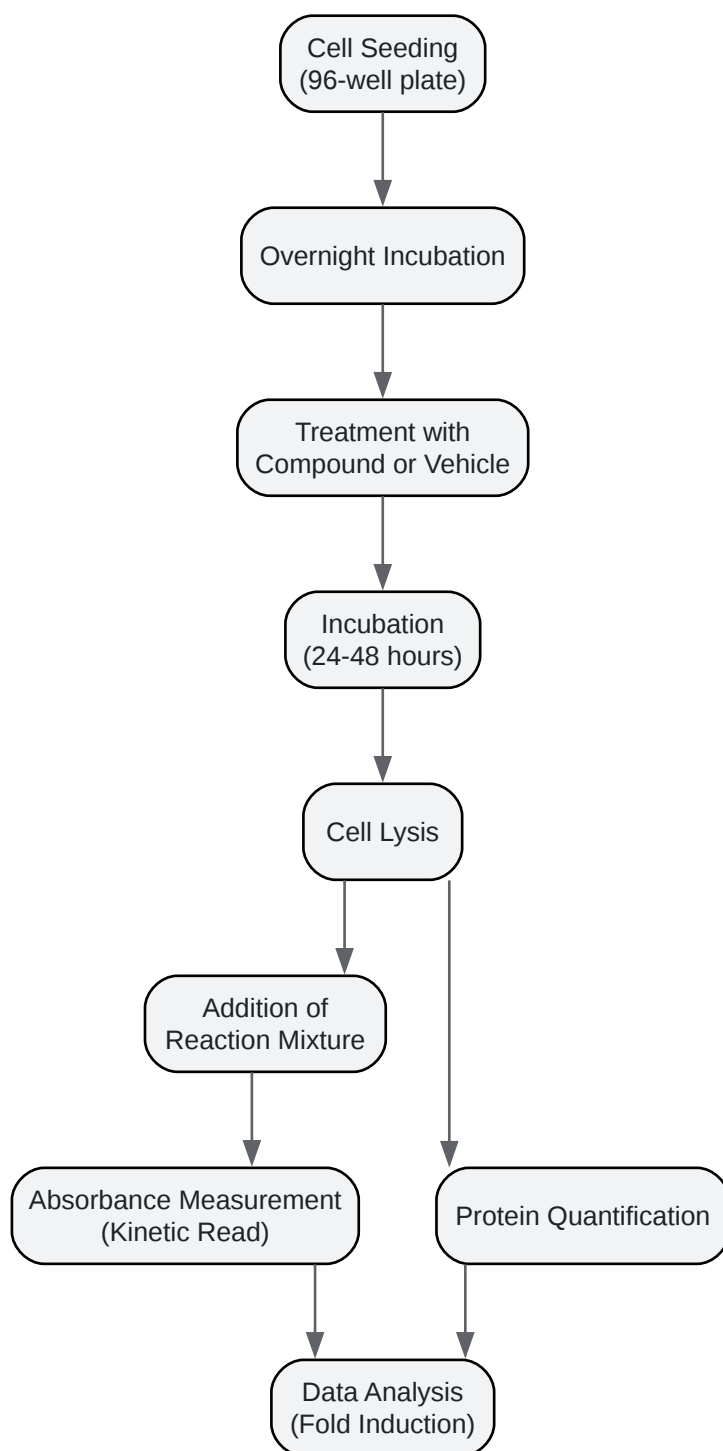 Cell Seeding
(96-well plate)
Overnight Incubation
Treatment with
Compound or Vehicle
Incubation
(24-48 hours)
Cell Lysis
Addition of
Reaction Mixture
Absorbance Measurement
(Kinetic Read)
Protein Quantification
Data Analysis
(Fold Induction)